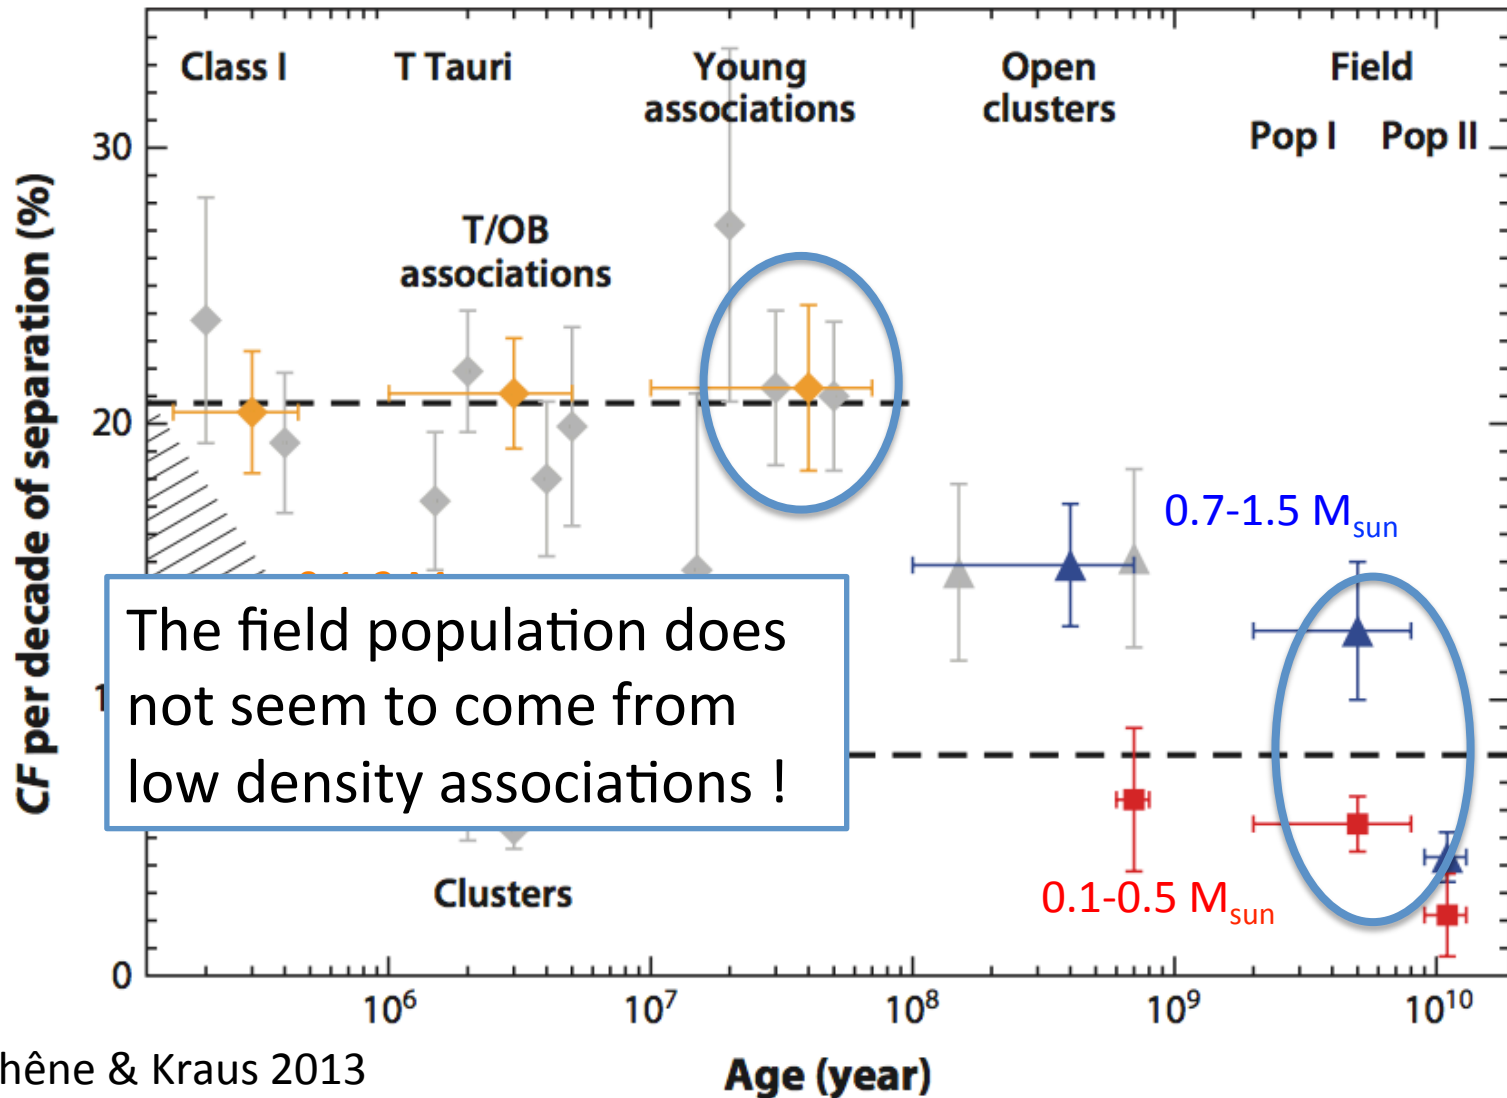 Class I
T Tauri
Young
associations
Open
clusters
Field
Pop I
Pop II
T/OB
associations
CF per decade of separation (%)
30
20
0
0.7-1.5 Msun
The field population does
not seem to come from
low density associations !
0.1-0.5 Msun
Clusters
10⁶
10⁷
10⁸
10⁹
10¹⁰
Age (year)
hêne & Kraus 2013